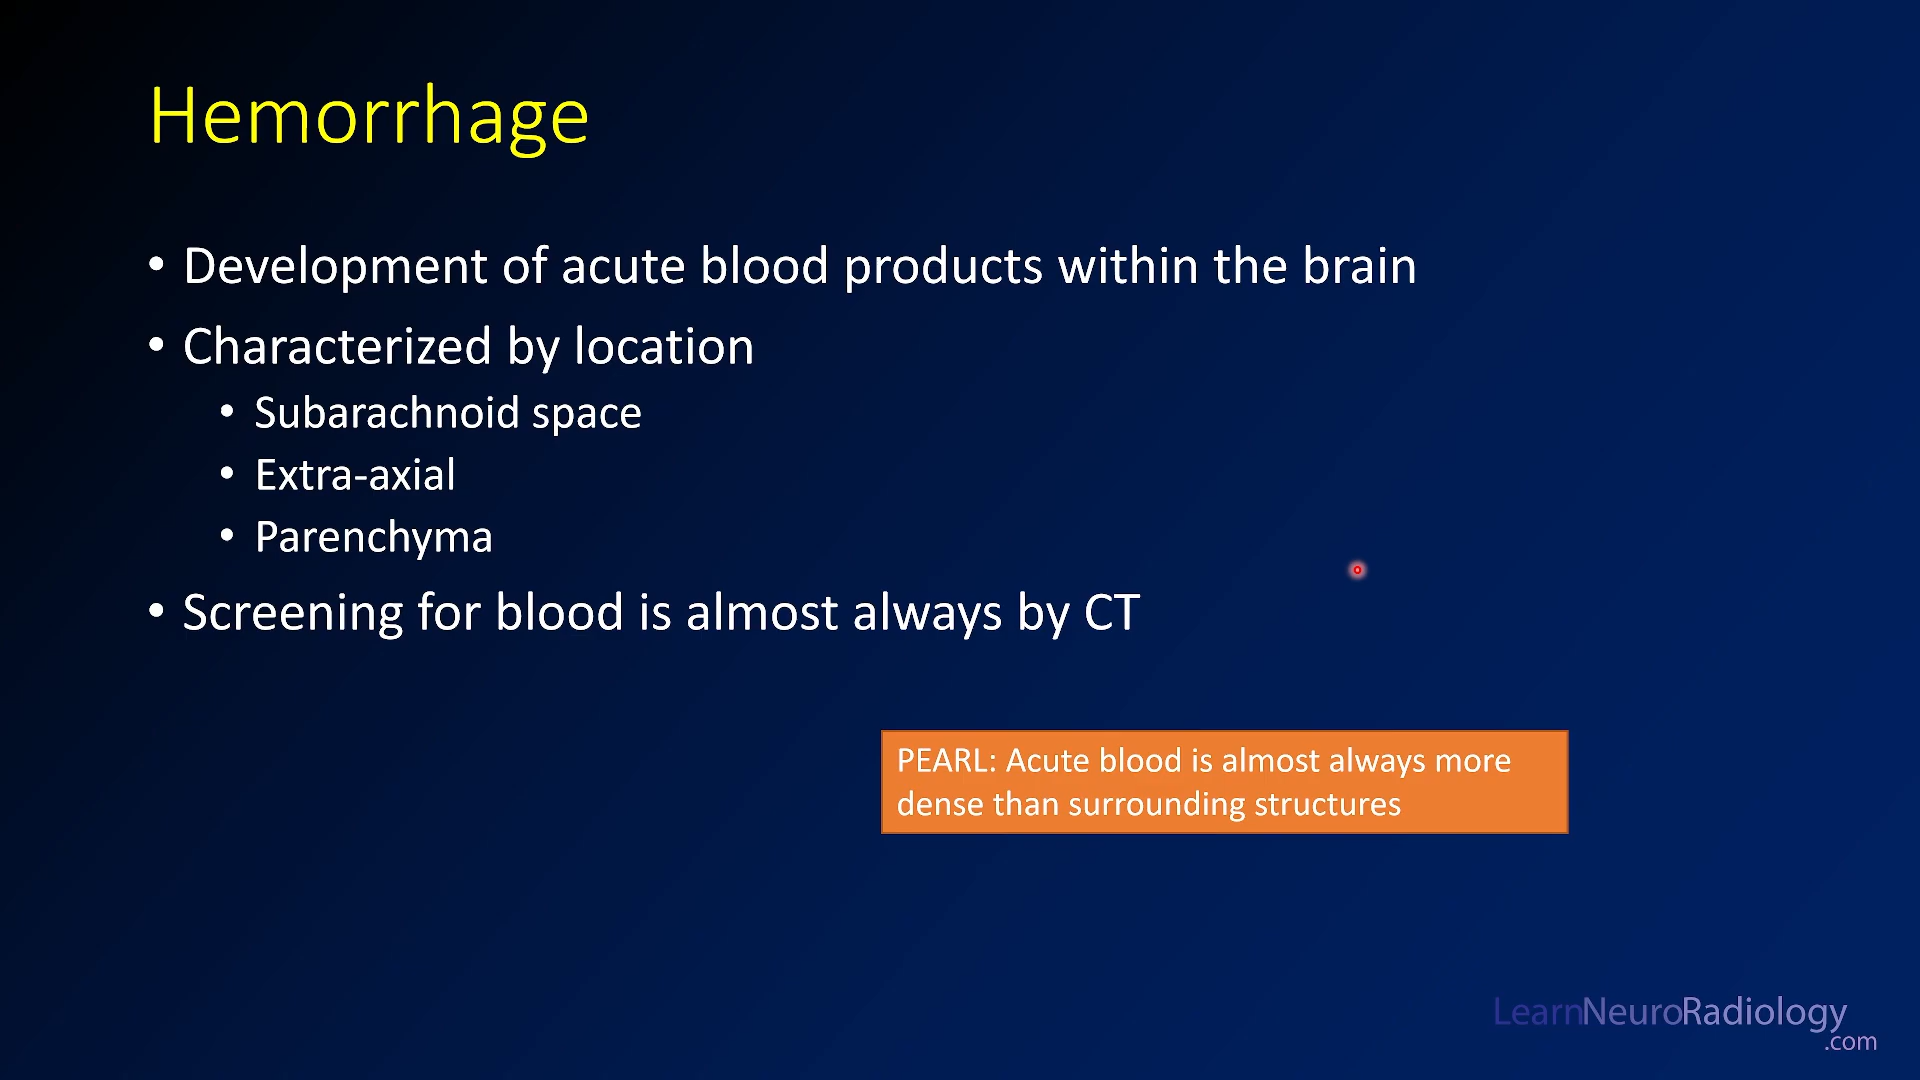 Hemorrhage
• Development of acute blood products within the brain
• Characterized by location
• Subarachnoid space
• Extra-axial
• Parenchyma
• Screening for blood is almost always by CT
PEARL: Acute blood is almost always more
dense than surrounding structures
LearnNeuroRadiology
.com